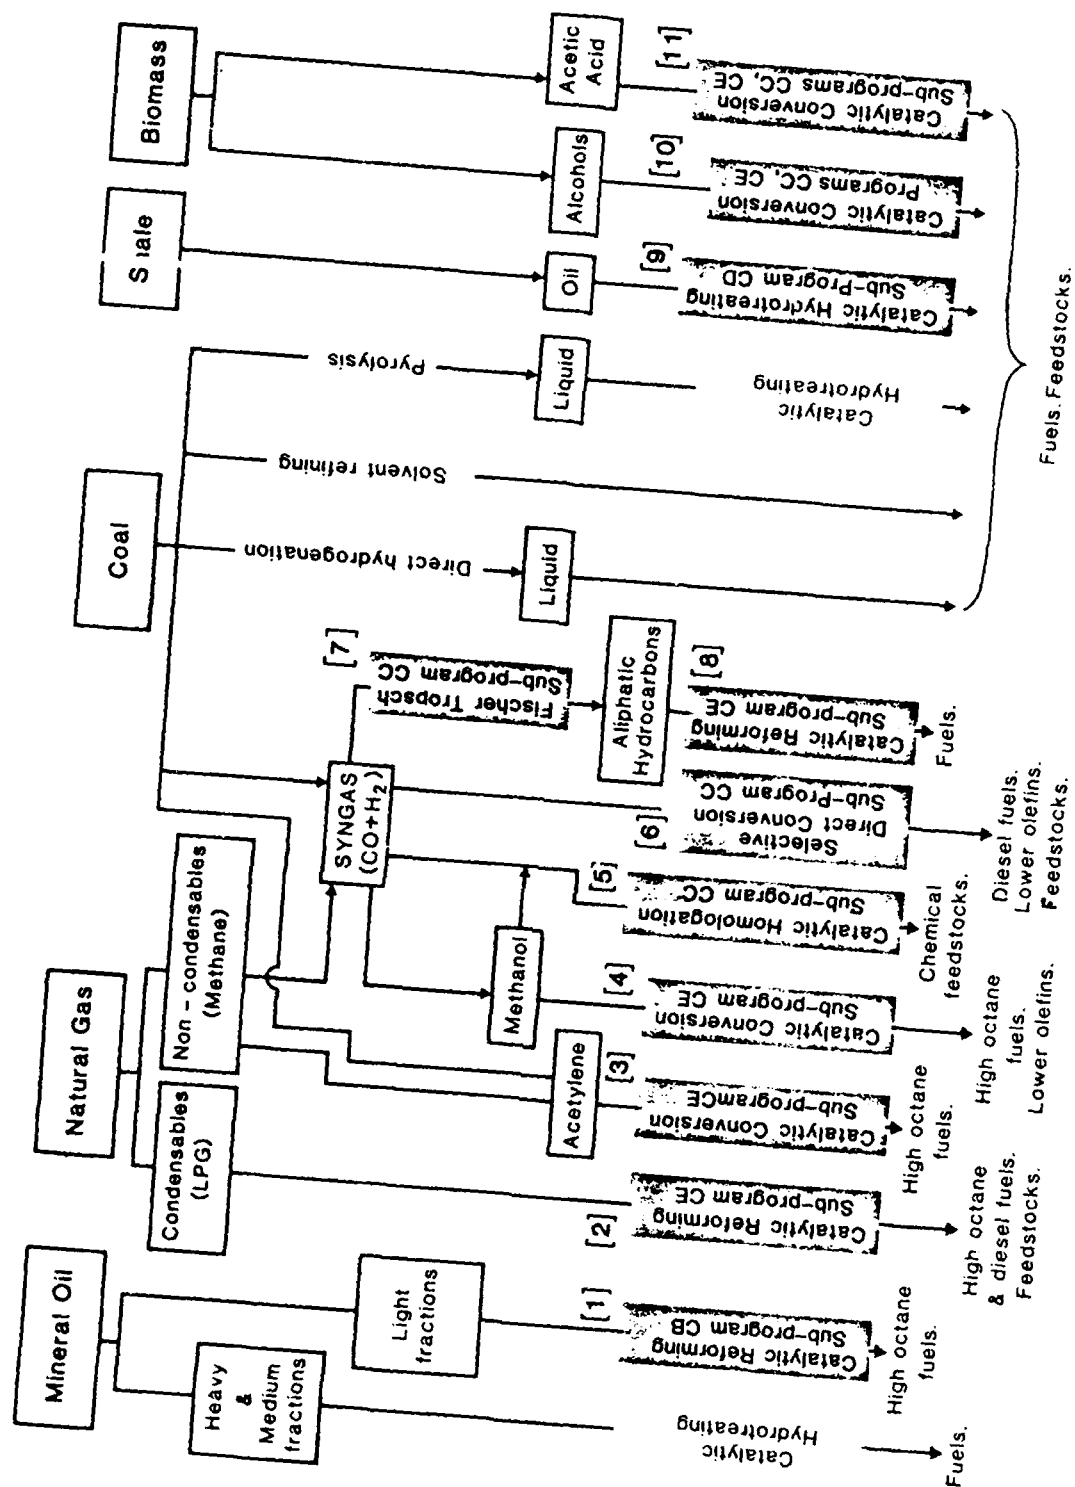 Mineral Oil
Natural Gas
Coal
Biomass
Heavy
&
Medium
fractions
Light
fractions
Condensables
(LPG)
Non-condensables
(Methane)
SYNGAS
(CO+H2)
Direct hydrogenation
Solvent refining
Pyrolysis
Methanol
Acetylene
Liquid
Liquid
Oil
Alcohols
Acetic
Acid
Catalytic
Hydrotreating
Fuels.
[1]
Catalytic Reforming
Sub-program CB
High octane
fuels.
[2]
Catalytic Reforming
Sub-program CE
High octane
& diesel fuels.
Feedstocks.
[3]
Catalytic Conversion
Sub-programCE
High octane
fuels.
[4]
Catalytic Conversion
Sub-program CE
High octane
fuels.
Lower olefins.
[5]
Catalytic Homologation
Sub-program CC
Chemical
feedstocks.
[6]
Selective
Direct Conversion
Sub-Program CC
Diesel fuels.
Lower olefins.
Feedstocks.
[7]
Fischer Tropsch
Sub-program CC
Aliphatic
Hydrocarbons
[8]
Catalytic Reforming
Sub-program CE
Fuels.
Catalytic
Hydrotreating
[9]
Catalytic Hydrotreating
Sub-Program CD
[10]
Catalytic Conversion
Programs CC, CE
[11]
Catalytic Conversion
Sub-programs CC, CE
Fuels. Feedstocks.